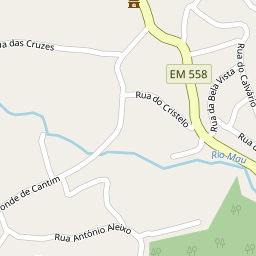 ua das Cruzes
EM 558
Rua do Cristelo
Rua da Bela Vista
Rua do Calvário
Rio Mau
onde de Cantim
Rua António Aleixo